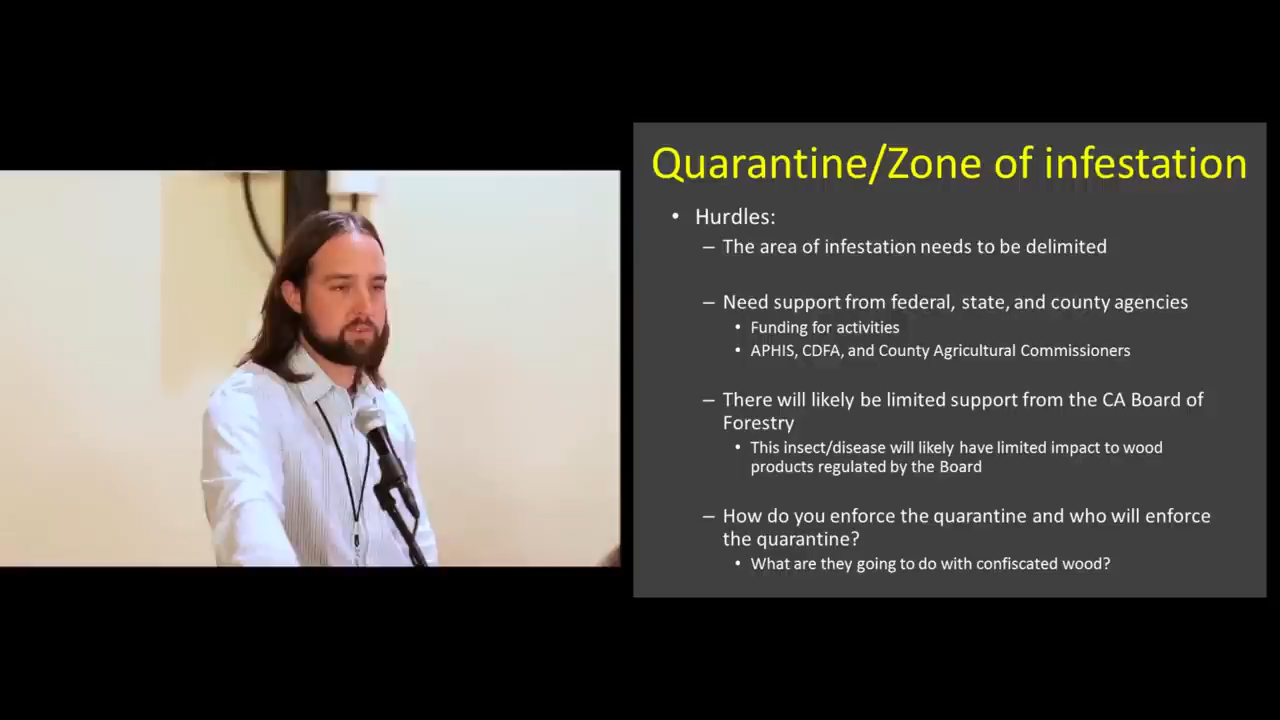 Quarantine/Zone of infestation
• Hurdles:
– The area of infestation needs to be delimited
– Need support from federal, state, and county agencies
• Funding for activities
• APHIS, CDFA, and County Agricultural Commissioners
– There will likely be limited support from the CA Board of
Forestry
• This insect/disease will likely have limited impact to wood
products regulated by the Board
– How do you enforce the quarantine and who will enforce
the quarantine?
• What are they going to do with confiscated wood?